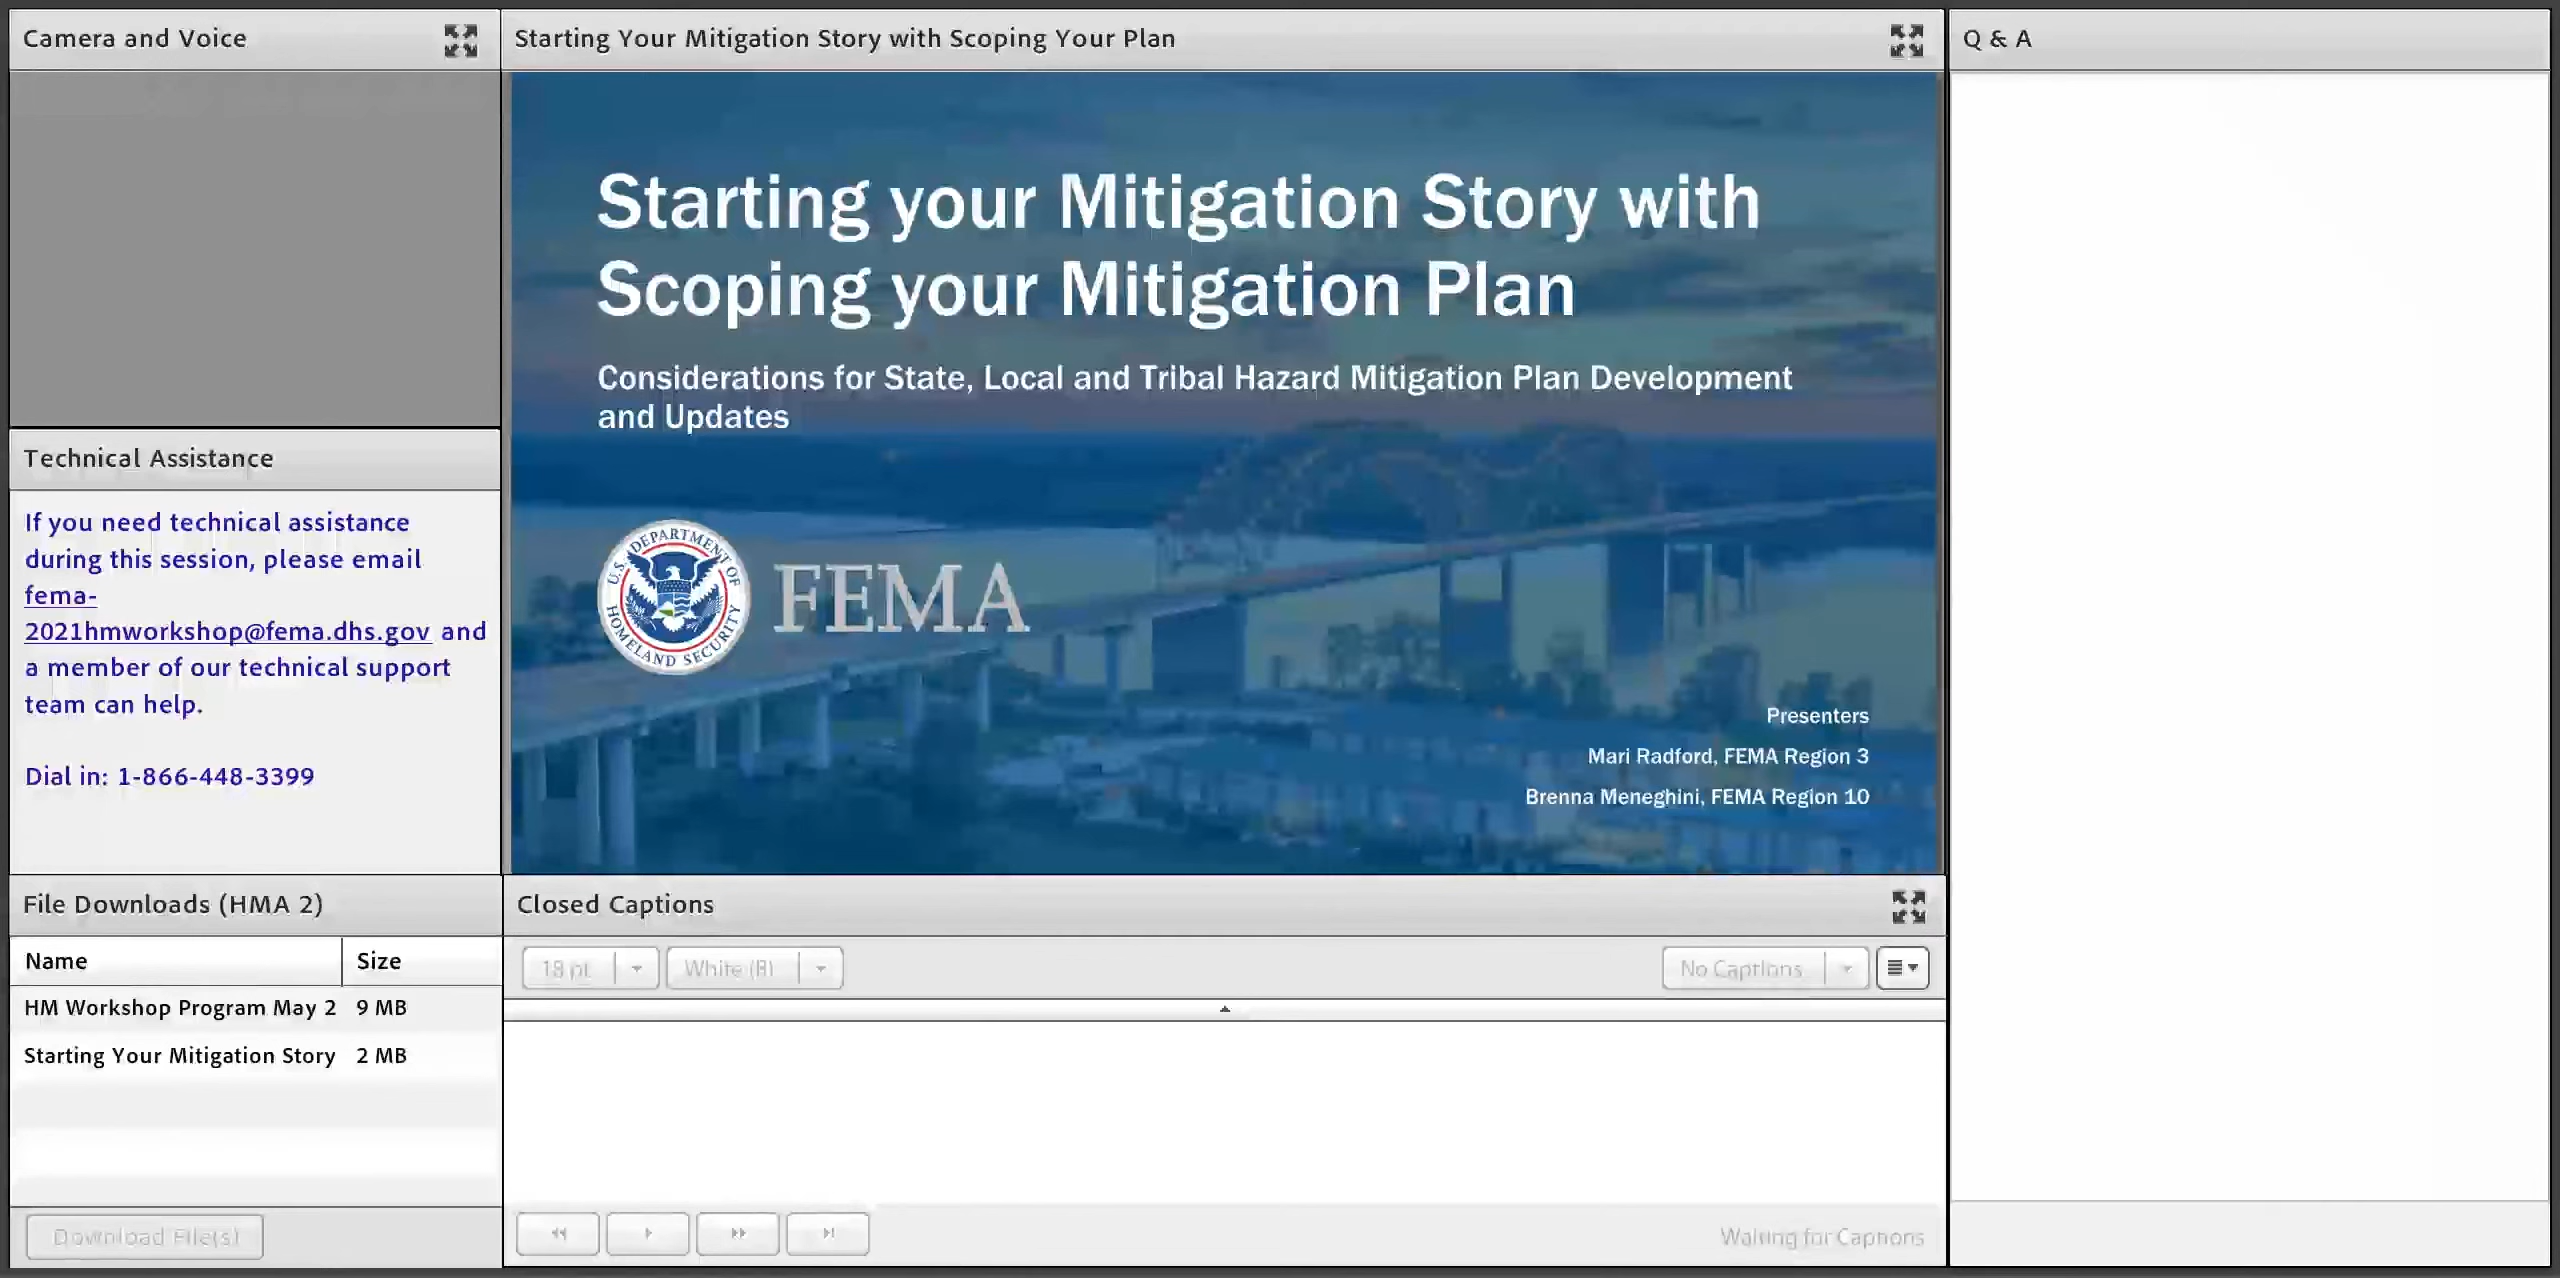 Camera and Voice
Starting Your Mitigation Story with Scoping Your Plan
Q & A
Starting your Mitigation Story with
Scoping your Mitigation Plan
Considerations for State, Local and Tribal Hazard Mitigation Plan Development
and Updates
U.S. DEPARTMENT OF
HOMELAND SECURITY
FEMA
Presenters
Mari Radford, FEMA Region 3
Brenna Meneghini, FEMA Region 10
Technical Assistance
If you need technical assistance
during this session, please email
fema-
2021hmworkshop@fema.dhs.gov and
a member of our technical support
team can help.
Dial in: 1-866-448-3399
File Downloads (HMA 2)
Name Size
HM Workshop Program May 2 9 MB
Starting Your Mitigation Story 2 MB
Download File(s)
Closed Captions
18 pt White (B) No Captions
Waiting for Captions